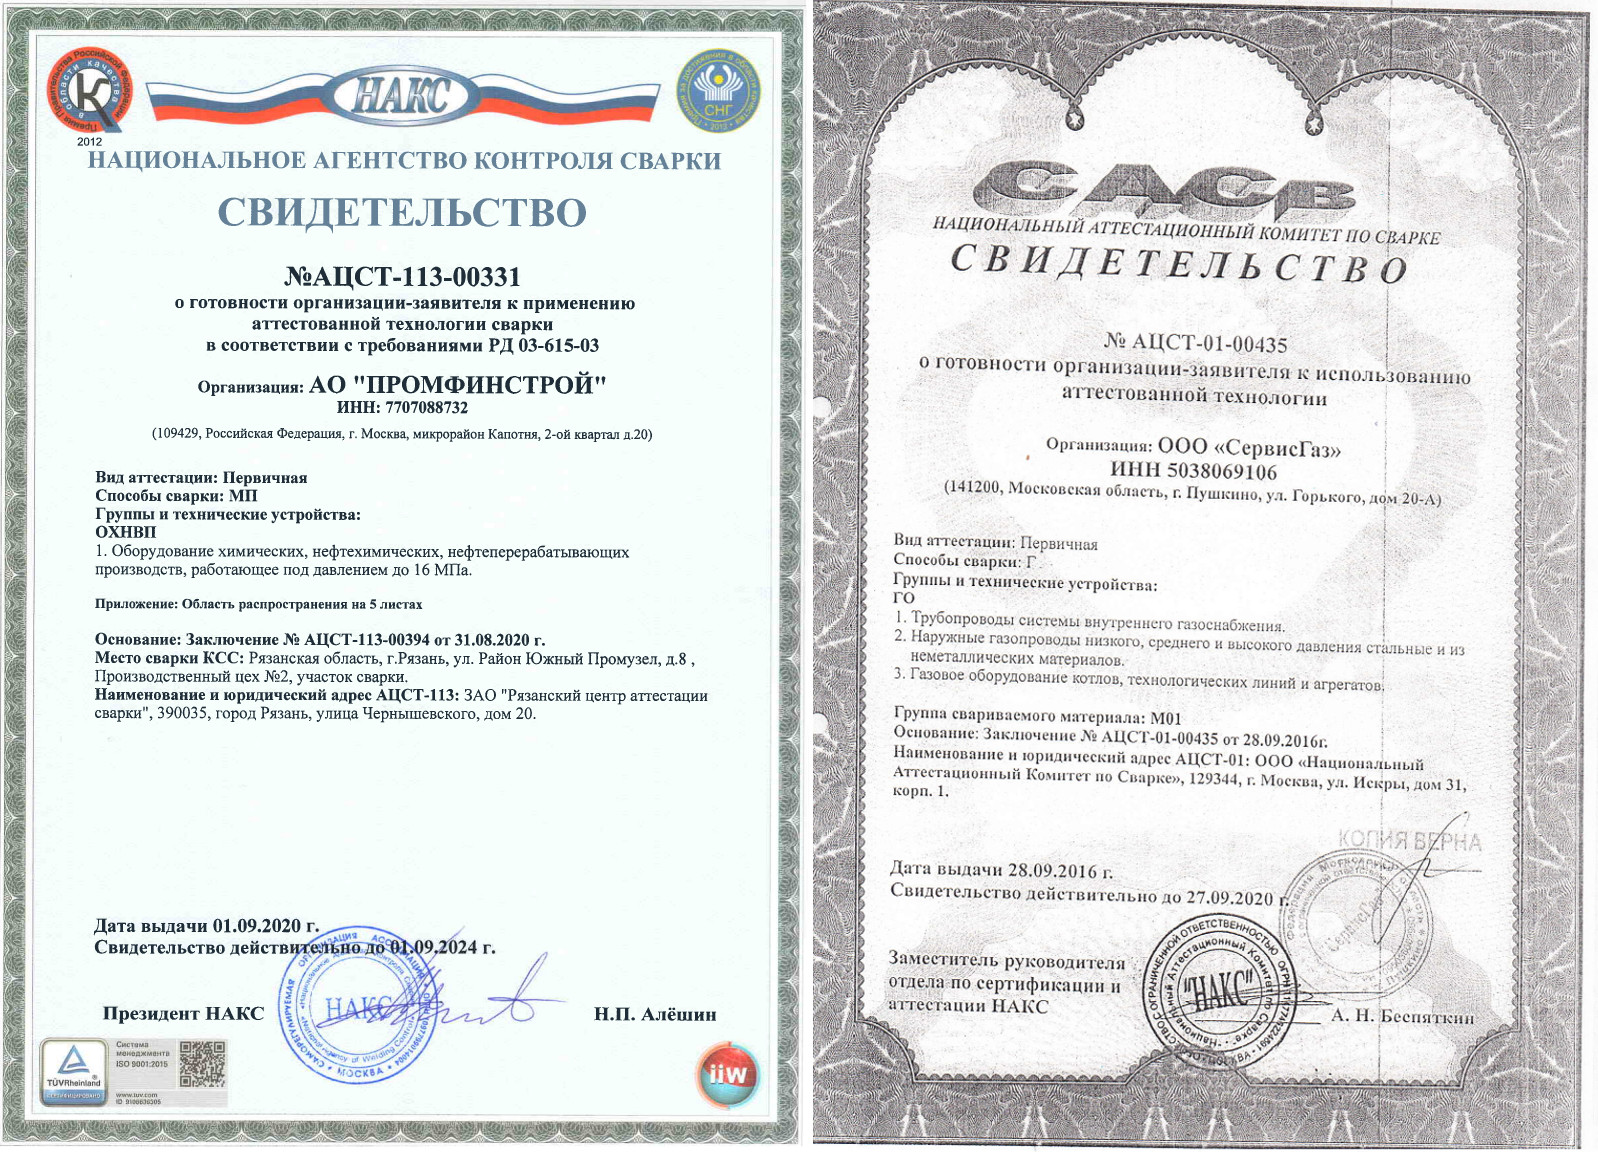 Премия Правительства Российской Федерации
в области качества
2012
НАКС
СНГ
2013
НАЦИОНАЛЬНОЕ АГЕНТСТВО КОНТРОЛЯ СВАРКИ
СВИДЕТЕЛЬСТВО
№АЦСТ-113-00331
о готовности организации-заявителя к применению
аттестованной технологии сварки
в соответствии с требованиями РД 03-615-03
Организация: АО "ПРОМФИНСТРОЙ"
ИНН: 7707088732
(109429, Российская Федерация, г. Москва, микрорайон Капотня, 2-ой квартал д.20)
Вид аттестации: Первичная
Способы сварки: МП
Группы и технические устройства:
ОХНВП
1. Оборудование химических, нефтехимических, нефтеперерабатывающих
производств, работающее под давлением до 16 МПа.
Приложение: Область распространения на 5 листах
Основание: Заключение № АЦСТ-113-00394 от 31.08.2020 г.
Место сварки КСС: Рязанская область, г.Рязань, ул. Район Южный Промузел, д.8 ,
Производственный цех №2, участок сварки.
Наименование и юридический адрес АЦСТ-113: ЗАО "Рязанский центр аттестации
сварки", 390035, город Рязань, улица Чернышевского, дом 20.
Дата выдачи 01.09.2020 г.
Свидетельство действительно до 01.09.2024 г.
Президент НАКС
НАКС
МОСКВА
Н.П. Алёшин
TÜVRheinland
СЕРТИФИЦИРОВАНО
Система
менеджмента
ISO 9001:2015
www.tuv.com
iiw
САСв
НАЦИОНАЛЬНЫЙ АТТЕСТАЦИОННЫЙ КОМИТЕТ ПО СВАРКЕ
СВИДЕТЕЛЬСТВО
№ АЦСТ-01-00435
о готовности организации-заявителя к использованию
аттестованной технологии
Организация: ООО «СервисГаз»
ИНН 5038069106
(141200, Московская область, г. Пушкино, ул. Горького, дом 20-А)
Вид аттестации: Первичная
Способы сварки: Г
Группы и технические устройства:
ГО
1. Трубопроводы системы внутреннего газоснабжения.
2. Наружные газопроводы низкого, среднего и высокого давления стальные и из
неметаллических материалов.
3. Газовое оборудование котлов, технологических линий и агрегатов.
Группа свариваемого материала: М01
Основание: Заключение № АЦСТ-01-00435 от 28.09.2016г.
Наименование и юридический адрес АЦСТ-01: ООО «Национальный
Аттестационный Комитет по Сварке», 129344, г. Москва, ул. Искры, дом 31,
корп. 1.
КОПИЯ ВЕРНА
Дата выдачи 28.09.2016 г.
Свидетельство действительно до 27.09.2020 г.
СервисГаз
Заместитель руководителя
отдела по сертификации и
аттестации НАКС
"НАКС"
А. Н. Беспяткин